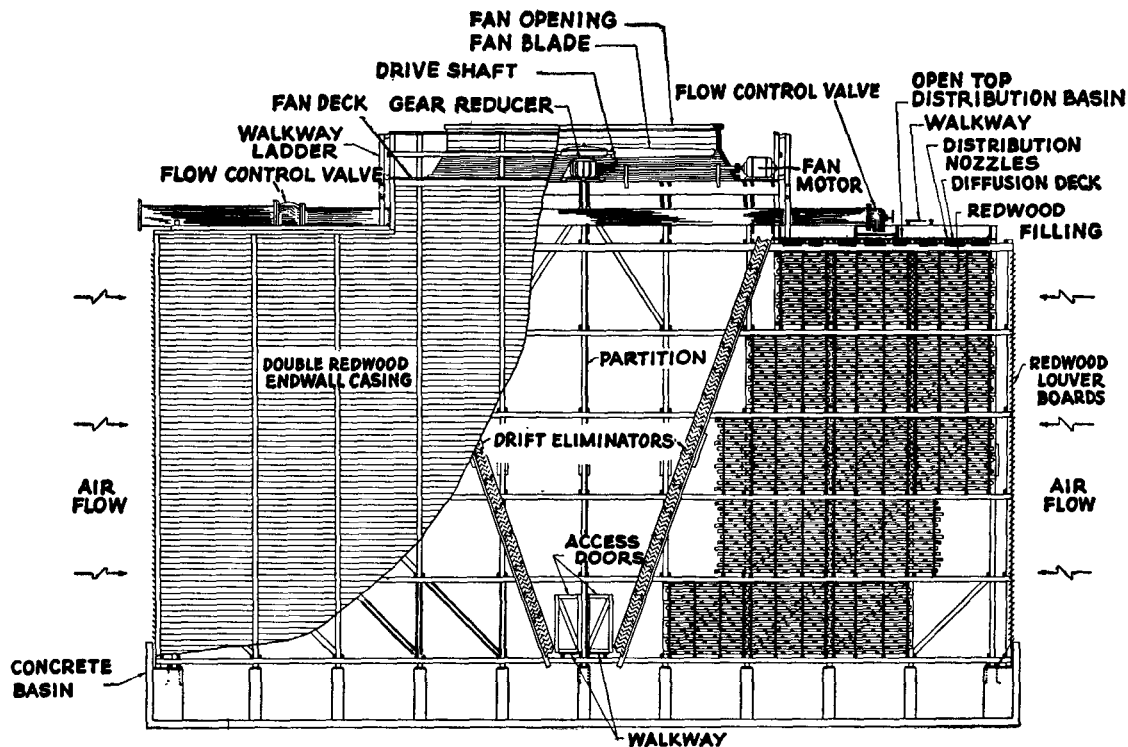 FAN OPENING
FAN BLADE
DRIVE SHAFT
FAN DECK
GEAR REDUCER
WALKWAY
LADDER
FLOW CONTROL VALVE
FLOW CONTROL VALVE
OPEN TOP
DISTRIBUTION BASIN
WALKWAY
DISTRIBUTION
NOZZLES
DIFFUSION DECK
REDWOOD
FILLING
FAN
MOTOR
DOUBLE REDWOOD
ENDWALL CASING
PARTITION
REDWOOD
LOUVER
BOARDS
DRIFT ELIMINATORS
AIR
FLOW
AIR
FLOW
ACCESS
DOORS
CONCRETE
BASIN
WALKWAY